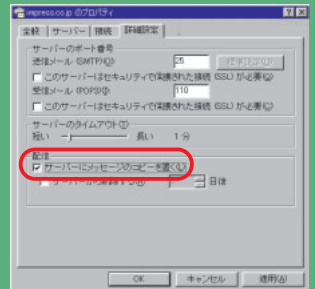 impress.co.jp のプロパティ
全般 サーバー 接続 詳細設定
サーバーのポート番号
送信メール (SMTP)(O): 25 標準設定(U)
このサーバーはセキュリティで保護された接続 (SSL) が必要(Q)
受信メール (POP3)(I): 110
このサーバーはセキュリティで保護された接続 (SSL) が必要(C)
サーバーのタイムアウト(T)
短い 長い 1 分
配信
サーバーにメッセージのコピーを置く(L)
サーバーから削除する(R) 日後
OK キャンセル 適用(A)